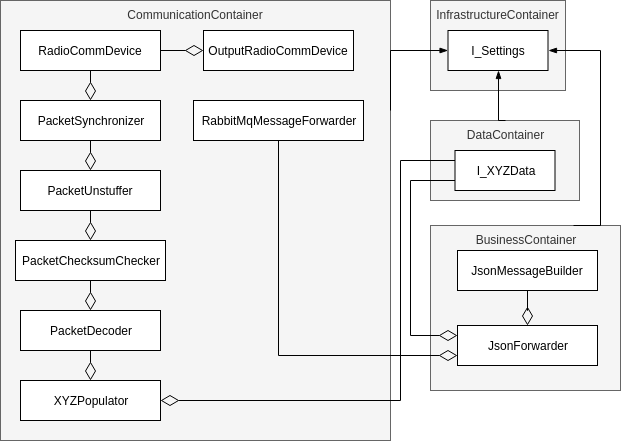 CommunicationContainer
RadioCommDevice
OutputRadioCommDevice
PacketSynchronizer
RabbitMqMessageForwarder
PacketUnstuffer
PacketChecksumChecker
PacketDecoder
XYZPopulator
InfrastructureContainer
I_Settings
DataContainer
I_XYZData
BusinessContainer
JsonMessageBuilder
JsonForwarder